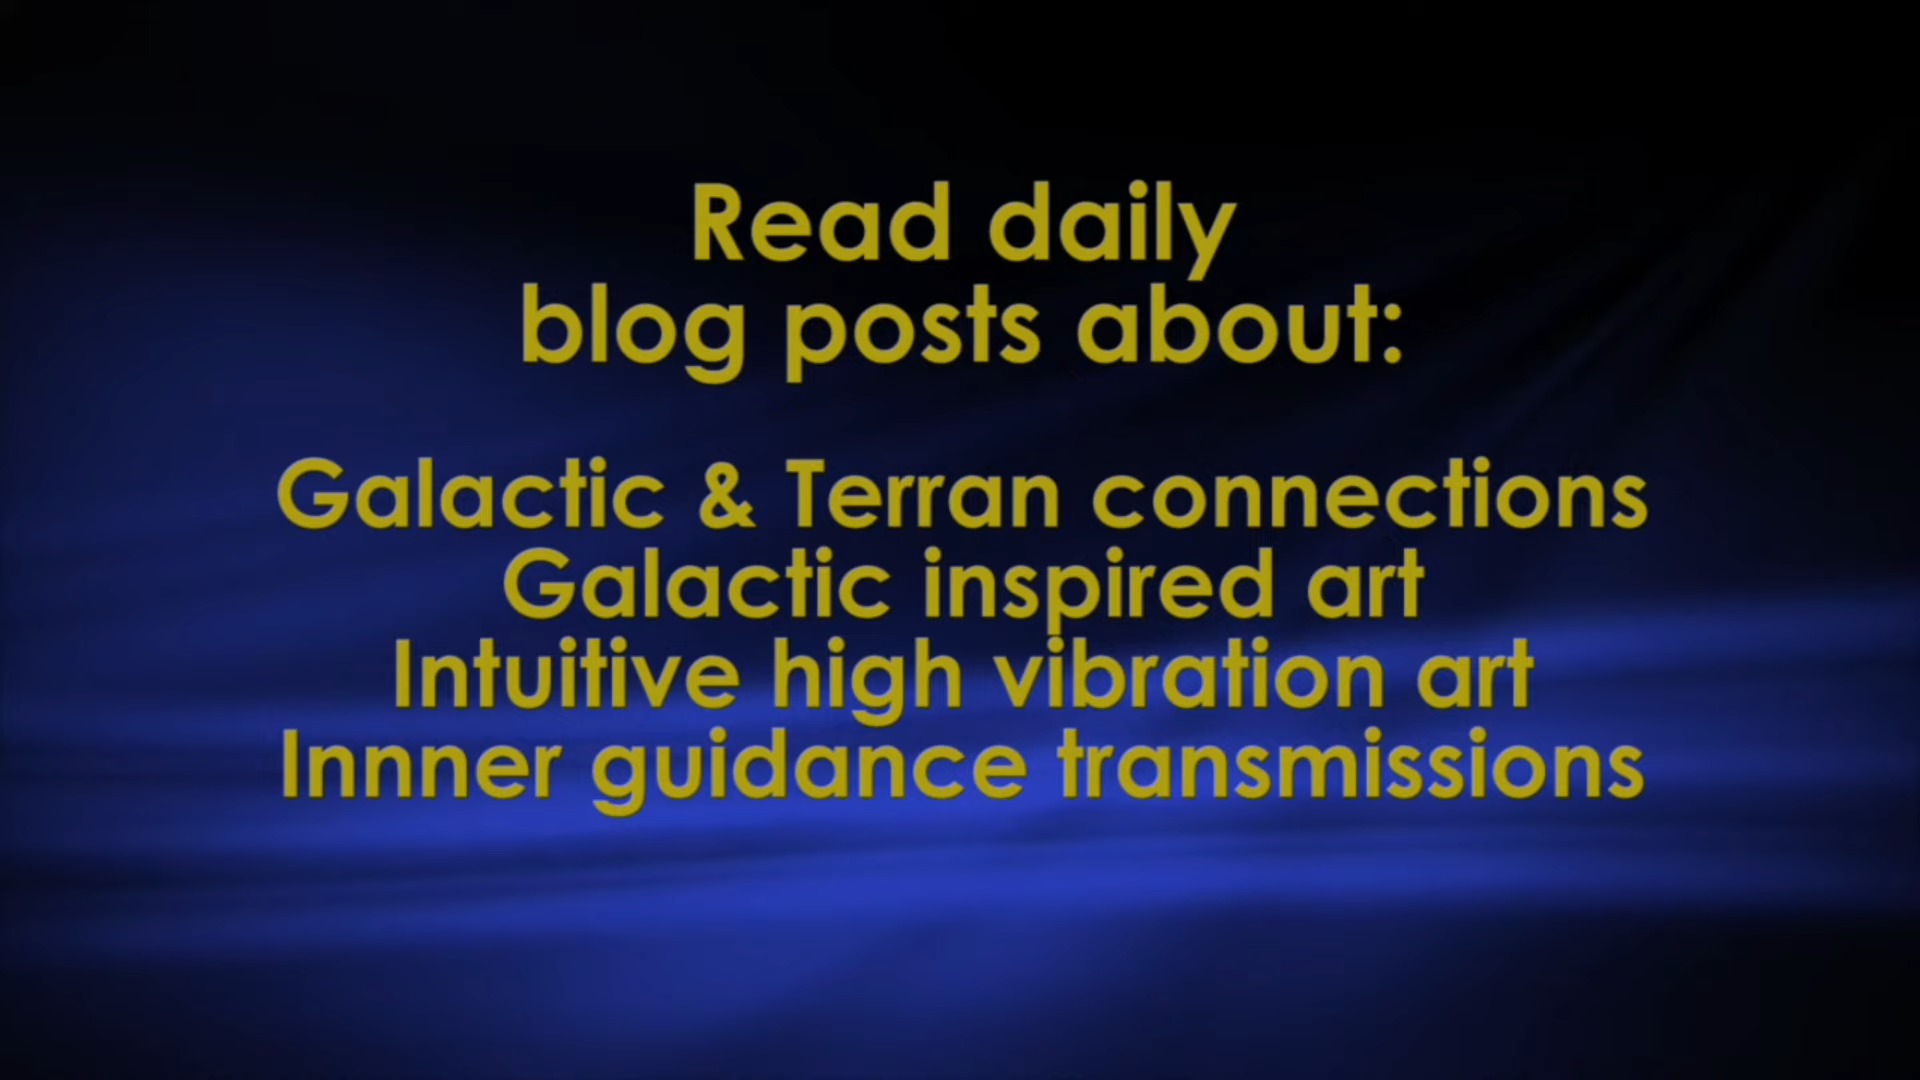 Read daily
blog posts about:
Galactic & Terran connections
Galactic inspired art
Intuitive high vibration art
Innner guidance transmissions